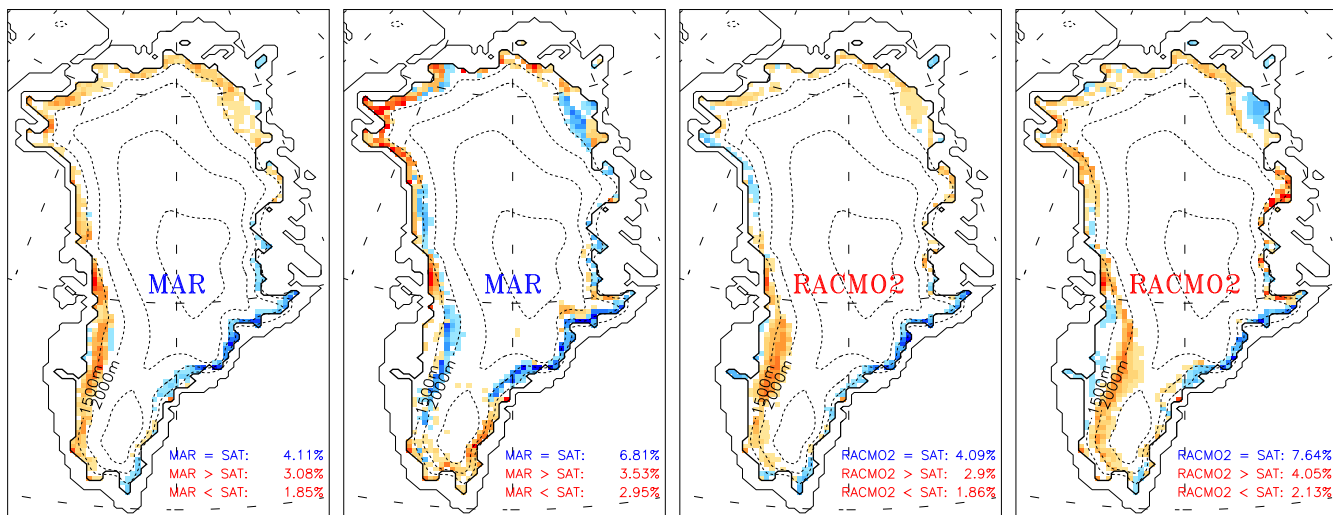 MAR
1500m
2000m
MAR = SAT: 4.11%
MAR > SAT: 3.08%
MAR < SAT: 1.85%
MAR
1500m
2000m
MAR = SAT: 6.81%
MAR > SAT: 3.53%
MAR < SAT: 2.95%
RACMO2
1500m
2000m
RACMO2 = SAT: 4.09%
RACMO2 > SAT: 2.9%
RACMO2 < SAT: 1.86%
RACMO2
1500m
2000m
RACMO2 = SAT: 7.64%
RACMO2 > SAT: 4.05%
RACMO2 < SAT: 2.13%